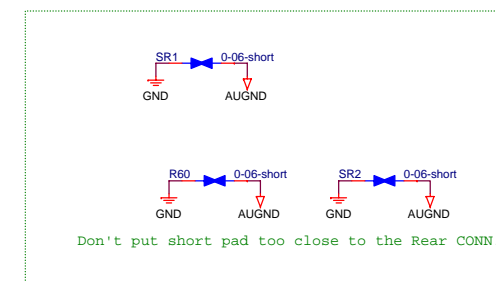 SR1 0-06-short
GND AUGND
R60 0-06-short SR2 0-06-short
GND AUGND GND AUGND
Don't put short pad too close to the Rear CONN